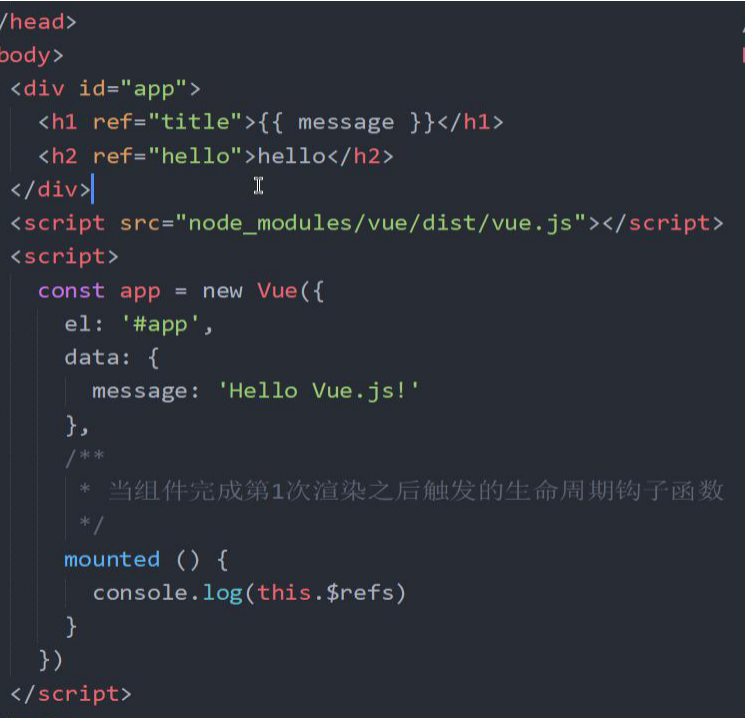 /head>
body>
<div id="app">
<h1 ref="title">{{ message }}</h1>
<h2 ref="hello">hello</h2>
</div>
<script src="node_modules/vue/dist/vue.js"></script>
<script>
const app = new Vue({
el: '#app',
data: {
message: 'Hello Vue.js!'
},
/**
* 当组件完成第1次渲染之后触发的生命周期钩子函数
*/
mounted () {
console.log(this.$refs)
}
})
</script>